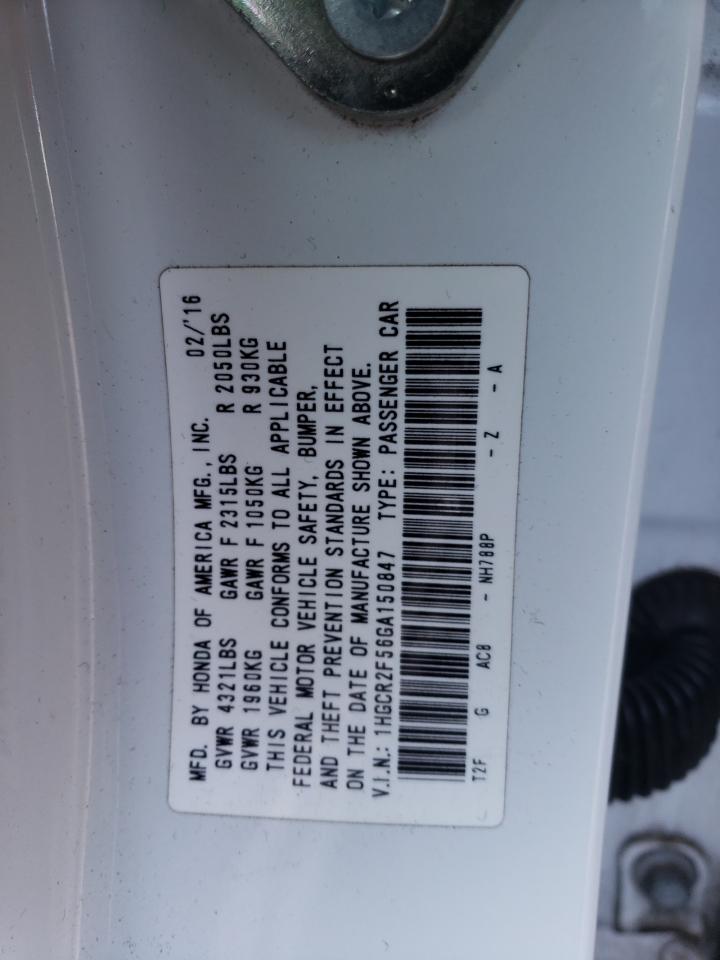 MFD. BY HONDA OF AMERICA MFG., INC. 02/'16
GVWR 4321LBS GAWR F 2315LBS R 2050LBS
GVWR 1960KG GAWR F 1050KG R 930KG
THIS VEHICLE CONFORMS TO ALL APPLICABLE
FEDERAL MOTOR VEHICLE SAFETY, BUMPER,
AND THEFT PREVENTION STANDARDS IN EFFECT
ON THE DATE OF MANUFACTURE SHOWN ABOVE.
V.I.N.: 1HGCR2F56GA150847 TYPE: PASSENGER CAR
T2F G AC8 - NH788P - Z - A